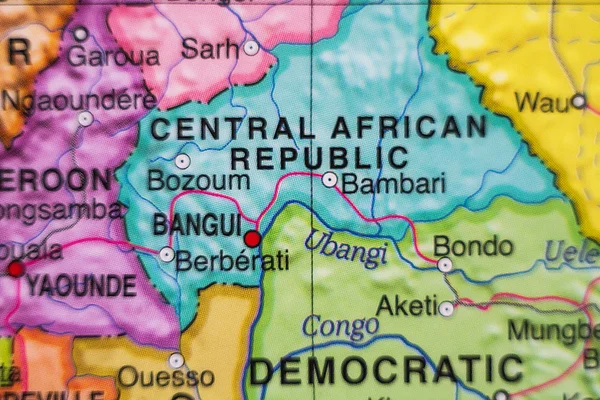 R
Garoua
Sarh
Ngaoundéré
Wau
CENTRAL AFRICAN
REPUBLIC
EROON
Bozoum
Bambari
ongsamba
BANGUI
Ubangi
Bondo
Uele
ouala
Berbérati
YAOUNDE
Aketi
Congo
Mungbe
Ouesso
DEMOCRATIC